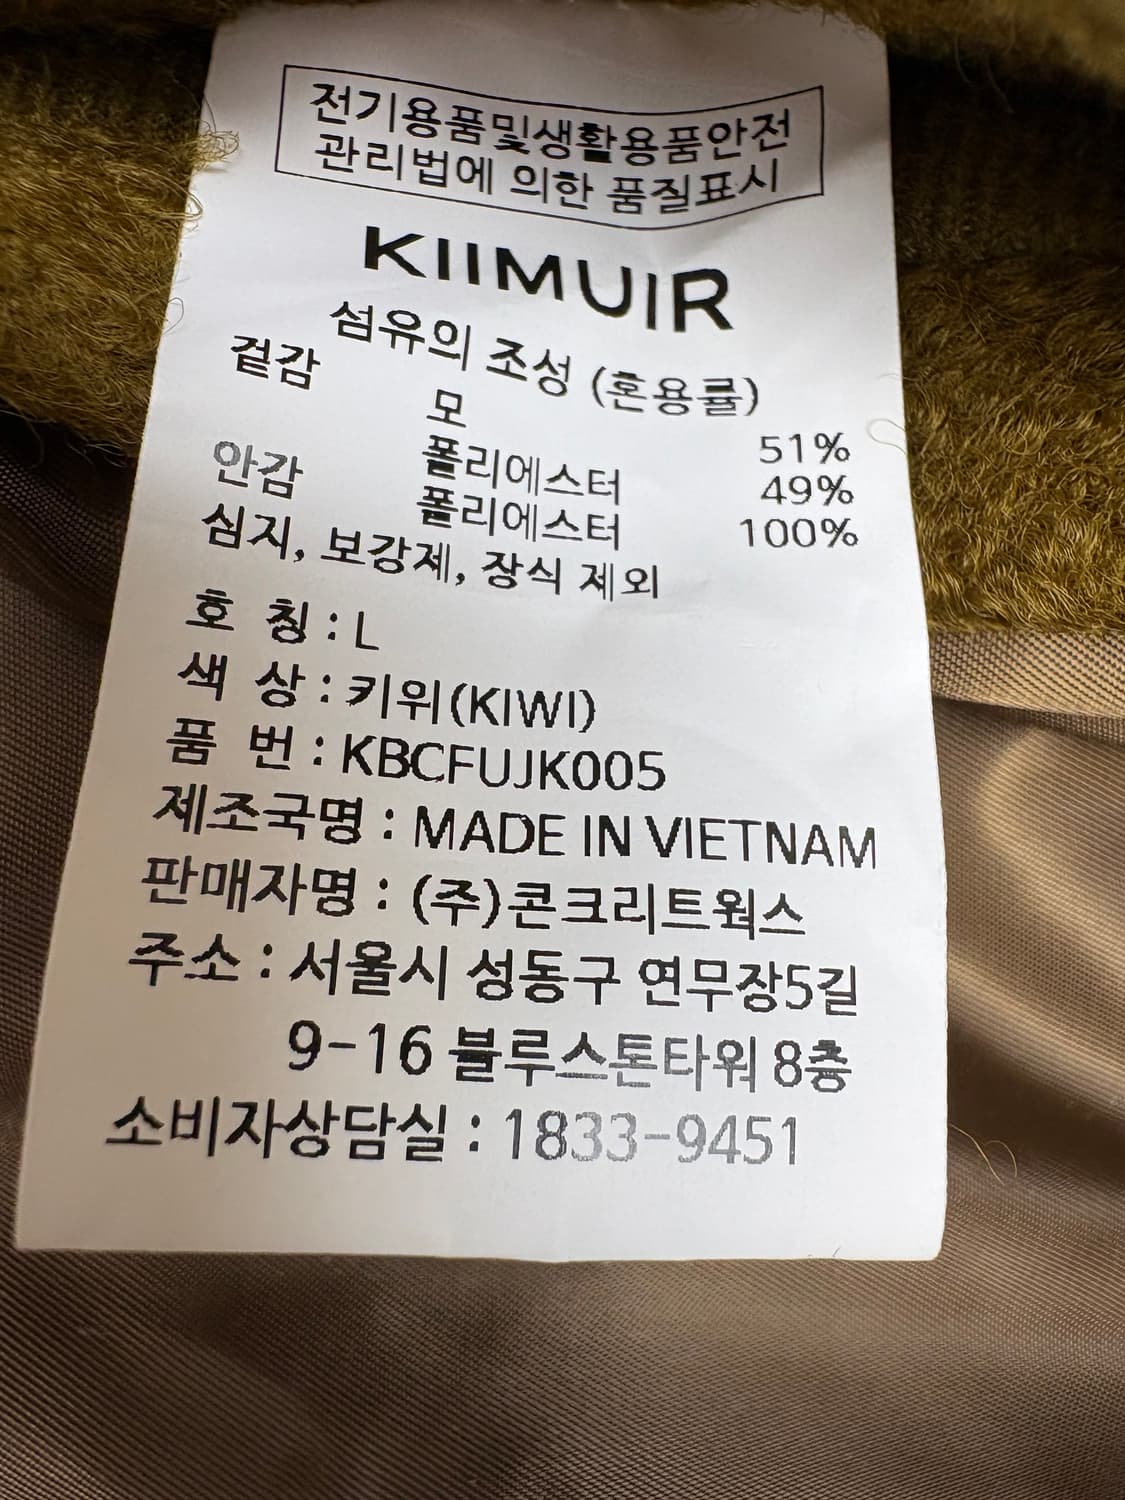 전기용품및생활용품안전
관리법에 의한 품질표시
KIIMUIR
섬유의 조성 (혼용률)
겉감 모 51%
폴리에스터 49%
안감 폴리에스터 100%
심지, 보강제, 장식 제외
호 칭 : L
색 상 : 키위(KIWI)
품 번 : KBCFUJK005
제조국명 : MADE IN VIETNAM
판매자명 : (주)콘크리트웍스
주소 : 서울시 성동구 연무장5길
9-16 블루스톤타워 8층
소비자상담실 : 1833-9451